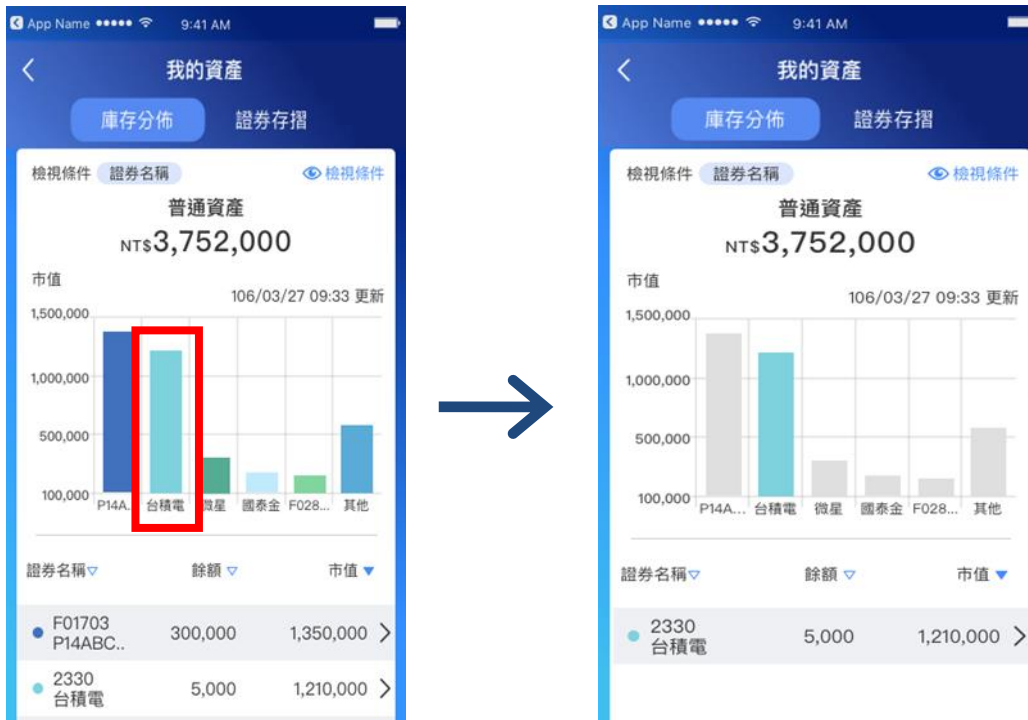 App Name 9:41 AM
我的資產
庫存分佈 證券存摺
檢視條件 證券名稱 檢視條件
普通資產
NT$3,752,000
市值
106/03/27 09:33 更新
1,500,000
1,000,000
500,000
100,000
P14A. 台積電 微星 國泰金 F028... 其他
證券名稱 餘額 市值
F01703
P14ABC.. 300,000 1,350,000
2330
台積電 5,000 1,210,000
App Name 9:41 AM
我的資產
庫存分佈 證券存摺
檢視條件 證券名稱 檢視條件
普通資產
NT$3,752,000
市值
106/03/27 09:33 更新
1,500,000
1,000,000
500,000
100,000
P14A... 台積電 微星 國泰金 F028... 其他
證券名稱 餘額 市值
2330
台積電 5,000 1,210,000